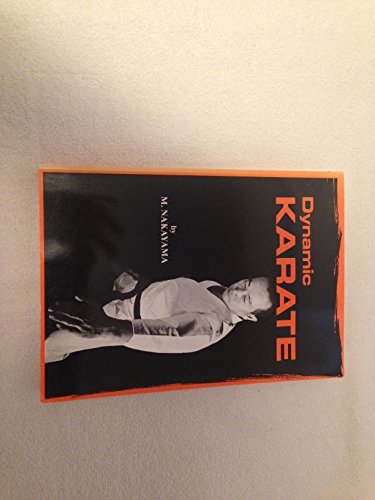 Dynamic
KARATE
by
M. NAKAYAMA